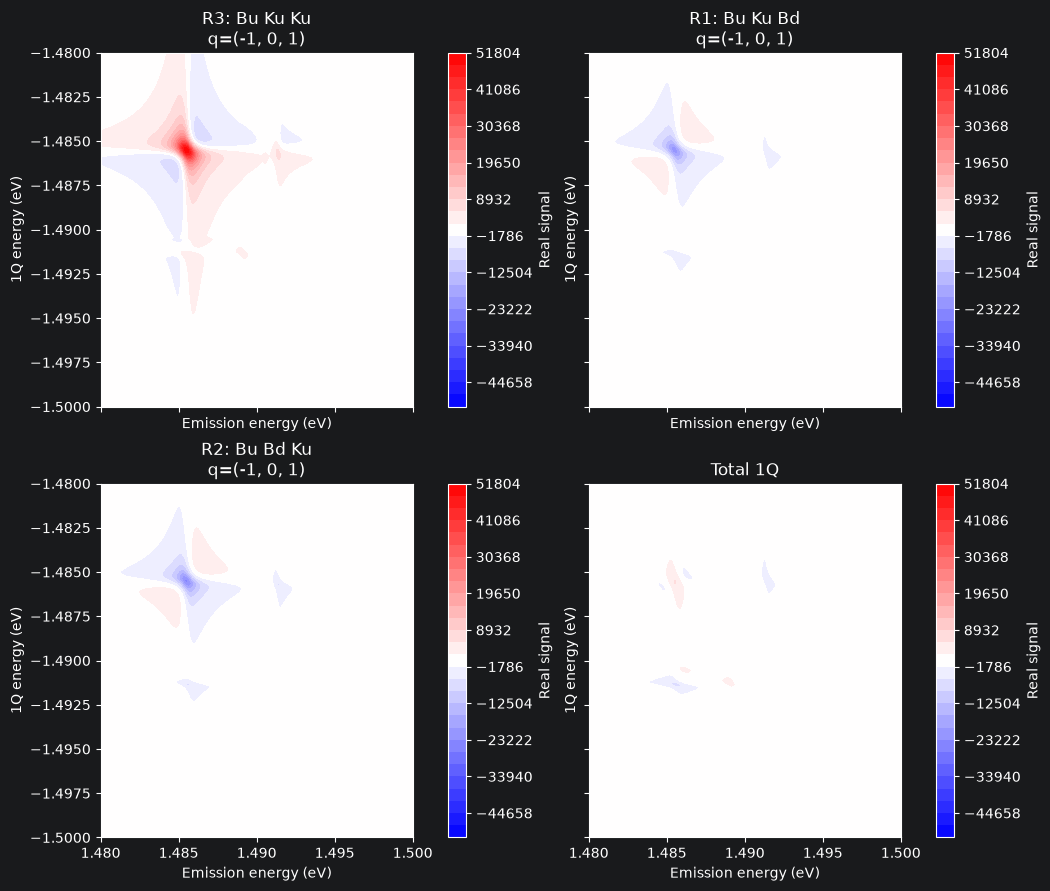 R3: Bu Ku Ku
q=(-1, 0, 1)
−1.4800
−1.4825
−1.4850
−1.4875
−1.4900
−1.4925
−1.4950
−1.4975
−1.5000
1Q energy (eV)
Emission energy (eV)
51804
41086
30368
19650
8932
−1786
−12504
−23222
−33940
−44658
Real signal
R1: Bu Ku Bd
q=(-1, 0, 1)
1Q energy (eV)
Emission energy (eV)
51804
41086
30368
19650
8932
−1786
−12504
−23222
−33940
−44658
Real signal
R2: Bu Bd Ku
q=(-1, 0, 1)
−1.4800
−1.4825
−1.4850
−1.4875
−1.4900
−1.4925
−1.4950
−1.4975
−1.5000
1Q energy (eV)
1.480 1.485 1.490 1.495 1.500
Emission energy (eV)
51804
41086
30368
19650
8932
−1786
−12504
−23222
−33940
−44658
Real signal
Total 1Q
1Q energy (eV)
1.480 1.485 1.490 1.495 1.500
Emission energy (eV)
51804
41086
30368
19650
8932
−1786
−12504
−23222
−33940
−44658
Real signal